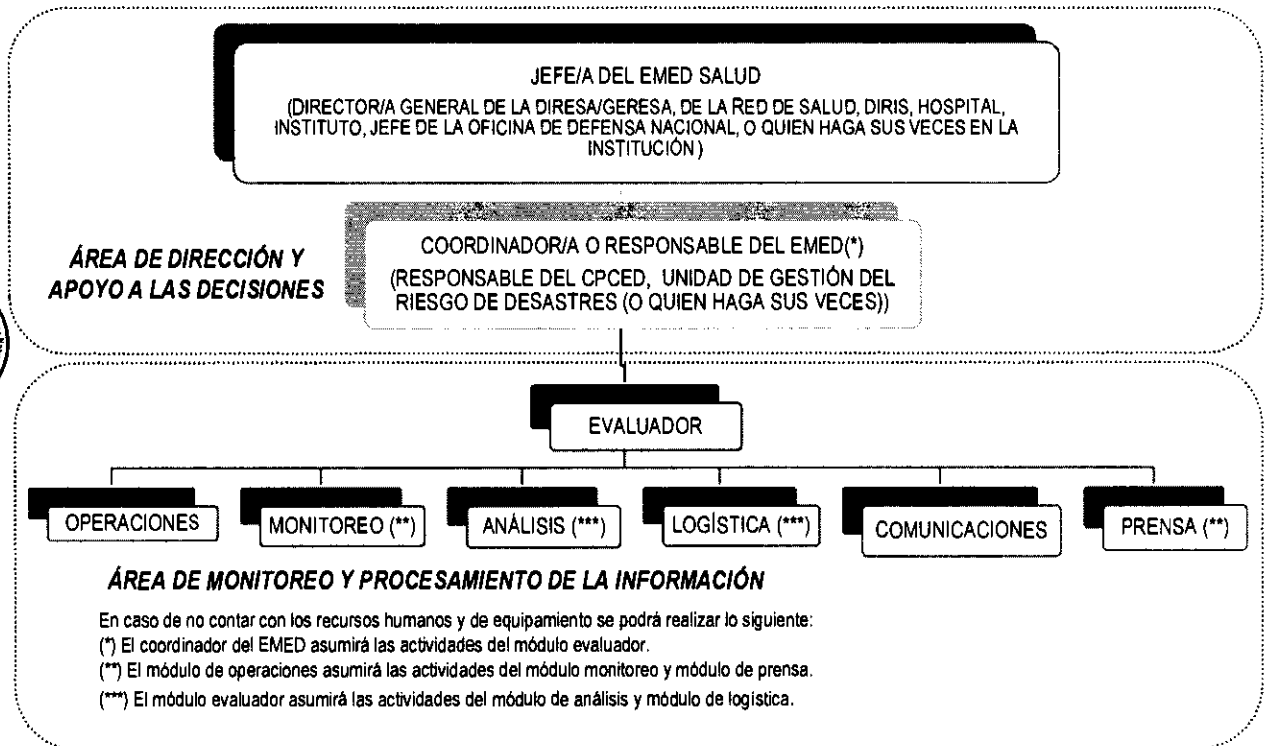 JEFE/A DEL EMED SALUD
(DIRECTOR/A GENERAL DE LA DIRESA/GERESA, DE LA RED DE SALUD, DIRIS, HOSPITAL,
INSTITUTO, JEFE DE LA OFICINA DE DEFENSA NACIONAL, O QUIEN HAGA SUS VECES EN LA
INSTITUCIÓN)
ÁREA DE DIRECCIÓN Y
APOYO A LAS DECISIONES
COORDINADOR/A O RESPONSABLE DEL EMED(*)
(RESPONSABLE DEL CPCED, UNIDAD DE GESTIÓN DEL
RIESGO DE DESASTRES (O QUIEN HAGA SUS VECES))
EVALUADOR
OPERACIONES
MONITOREO (**)
ANÁLISIS (***)
LOGÍSTICA (***)
COMUNICACIONES
PRENSA (**)
ÁREA DE MONITOREO Y PROCESAMIENTO DE LA INFORMACIÓN
En caso de no contar con los recursos humanos y de equipamiento se podrá realizar lo siguiente:
(*) El coordinador del EMED asumirá las actividades del módulo evaluador.
(**) El módulo de operaciones asumirá las actividades del módulo monitoreo y módulo de prensa.
(***) El módulo evaluador asumirá las actividades del módulo de análisis y módulo de logística.